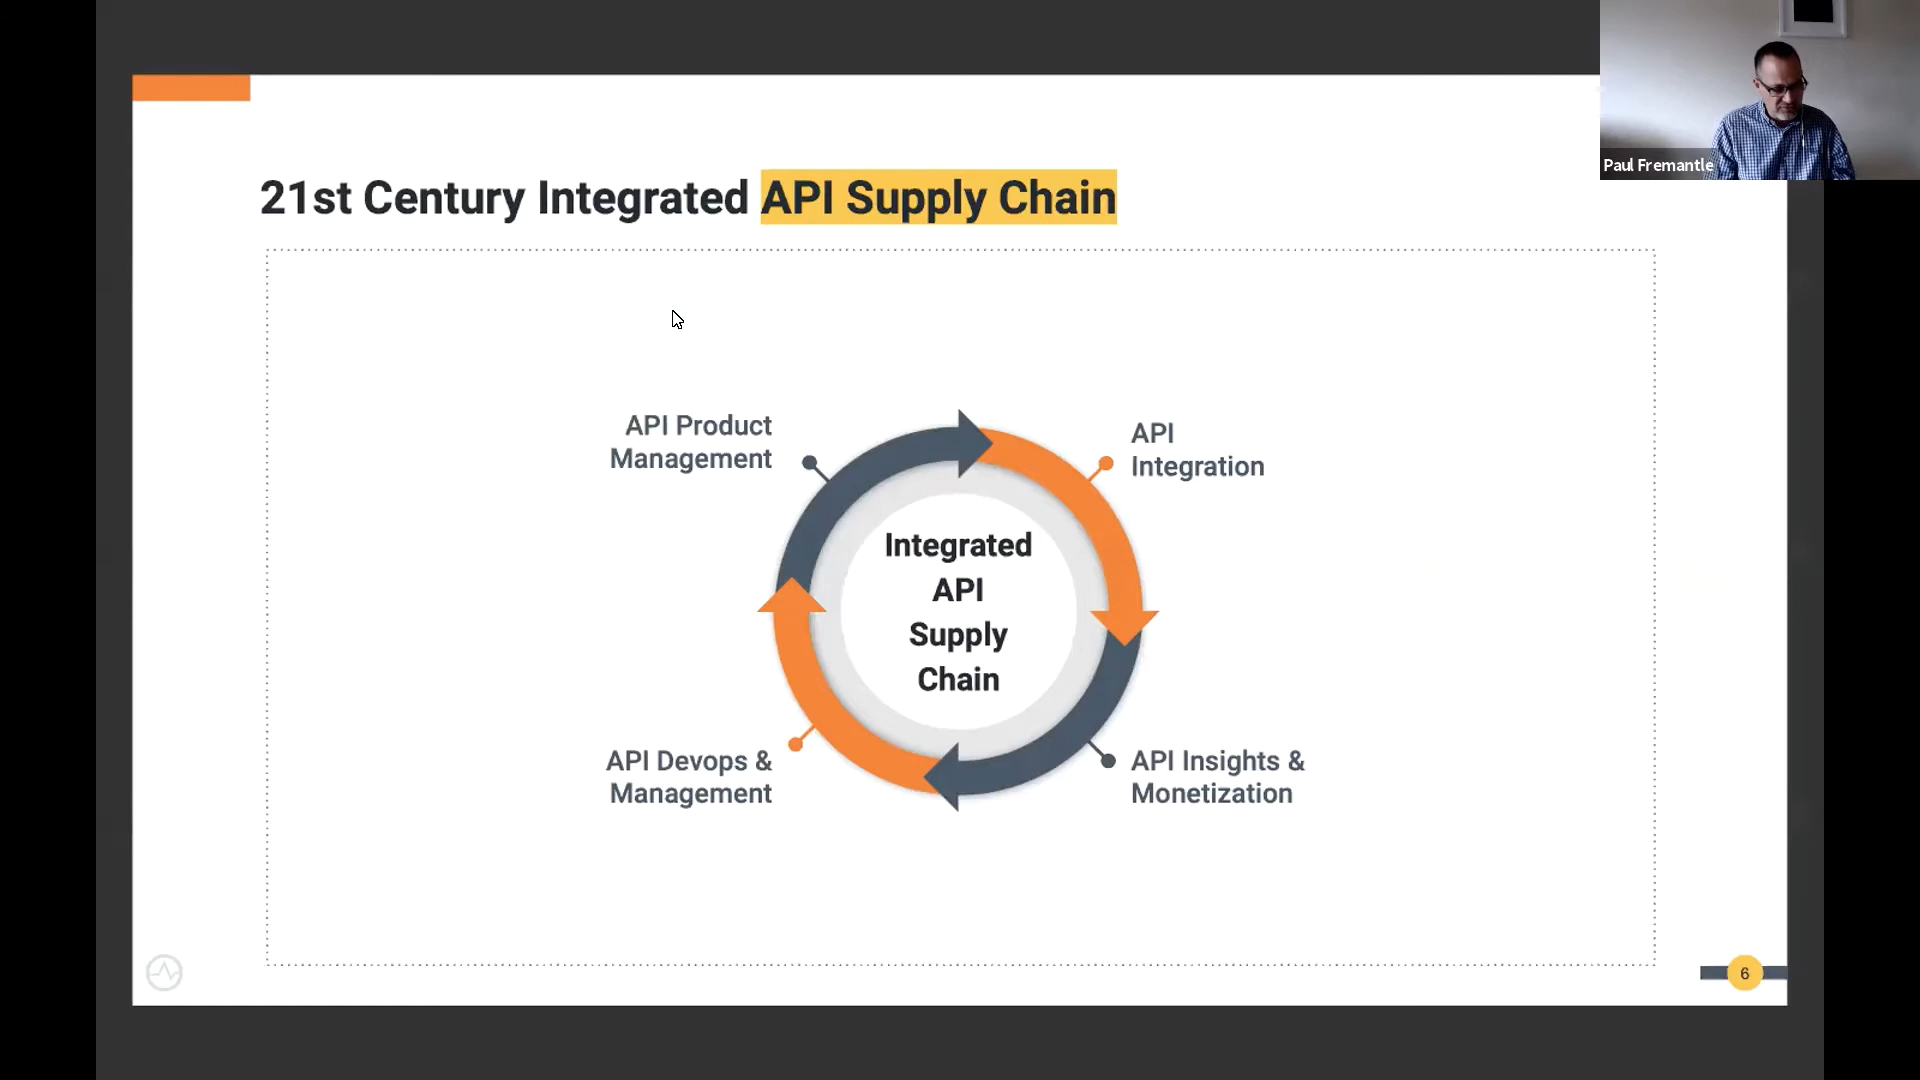 Paul Fremantle
21st Century Integrated API Supply Chain
API Product
Management
API
Integration
Integrated
API
Supply
Chain
API Devops &
Management
API Insights &
Monetization
6